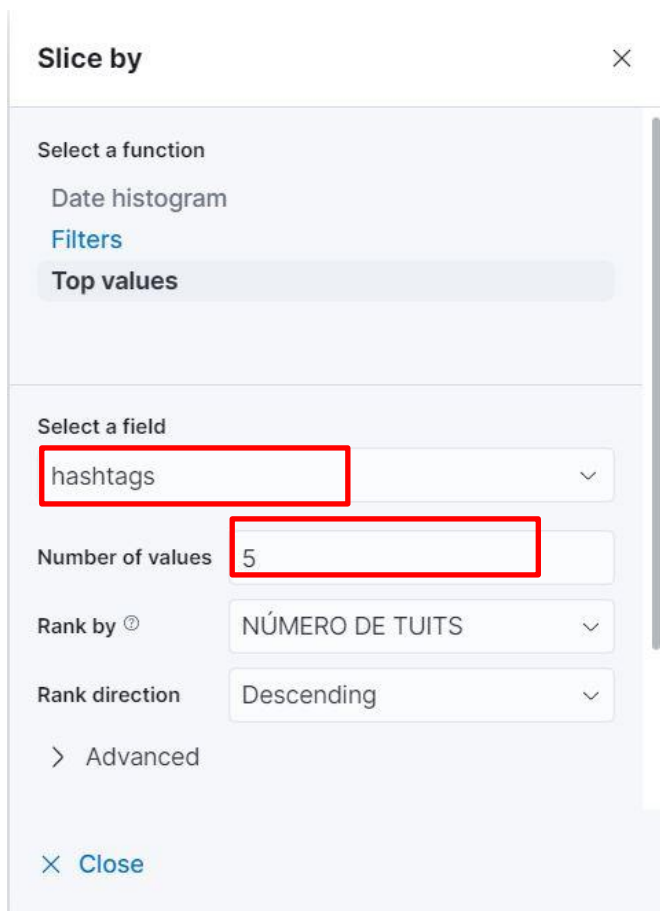 Slice by
Select a function
Date histogram
Filters
Top values
Select a field
hashtags
Number of values 5
Rank by NÚMERO DE TUITS
Rank direction Descending
Advanced
Close